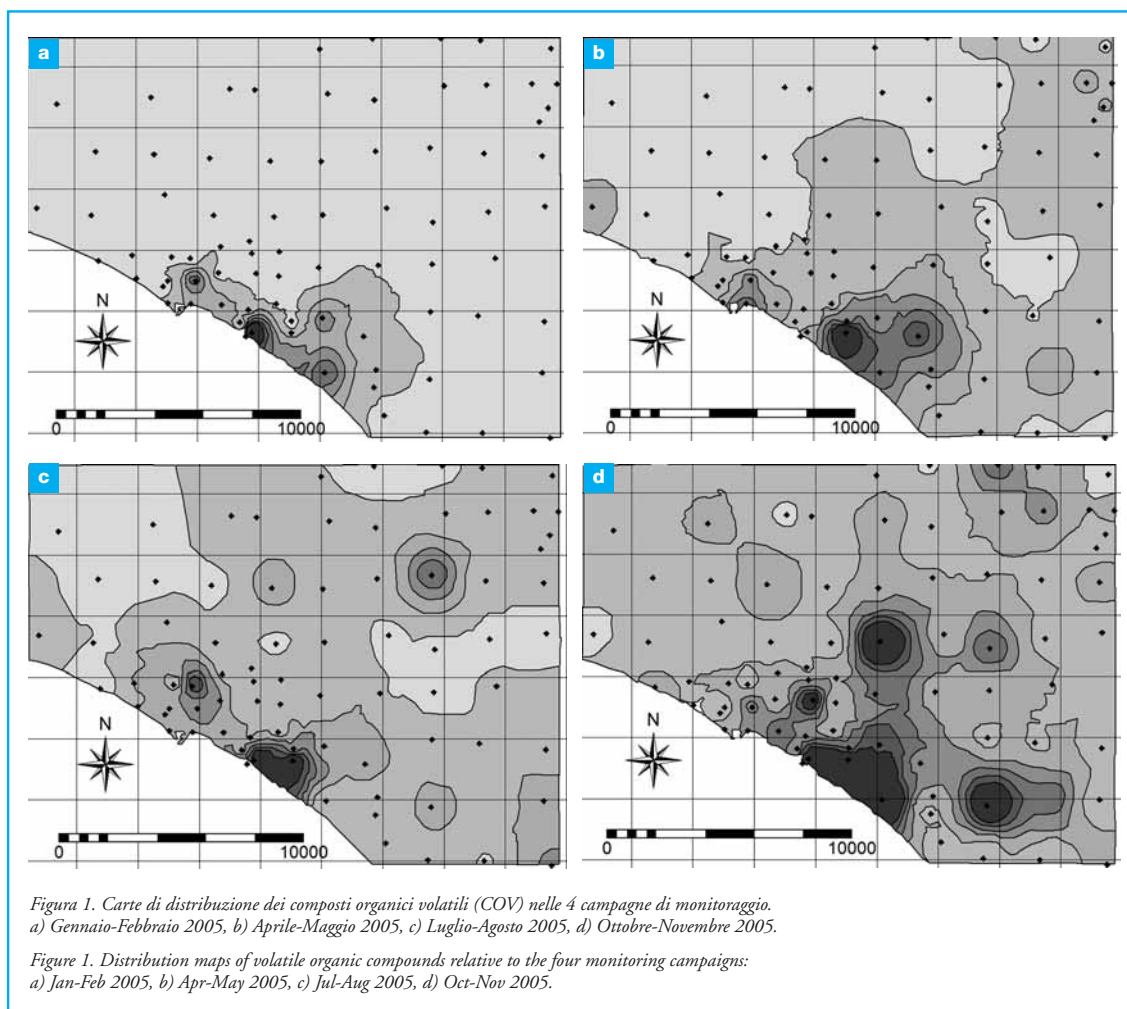 a
b
N
N
0
10000
0
10000
c
d
N
N
0
10000
0
10000
Figura 1. Carte di distribuzione dei composti organici volatili (COV) nelle 4 campagne di monitoraggio.
a) Gennaio-Febbraio 2005, b) Aprile-Maggio 2005, c) Luglio-Agosto 2005, d) Ottobre-Novembre 2005.
Figure 1. Distribution maps of volatile organic compounds relative to the four monitoring campaigns:
a) Jan-Feb 2005, b) Apr-May 2005, c) Jul-Aug 2005, d) Oct-Nov 2005.